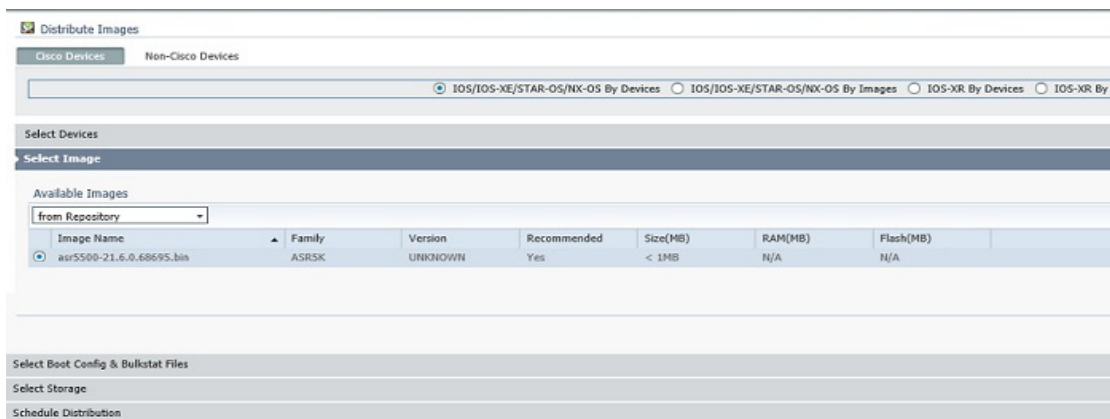 Distribute Images
Cisco Devices Non-Cisco Devices
IOS/IOS-XE/STAR-OS/NX-OS By Devices IOS/IOS-XE/STAR-OS/NX-OS By Images IOS-XR By Devices IOS-XR By
Select Devices
Select Image
Available Images
from Repository
Image Name Family Version Recommended Size(MB) RAM(MB) Flash(MB)
asr5500-21.6.0.68695.bin ASR5K UNKNOWN Yes < 1MB N/A N/A
Select Boot Config & Bulkstat Files
Select Storage
Schedule Distribution